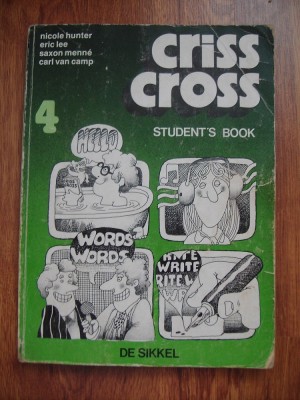 nicole hunter
eric lee
saxon menné
carl van camp
criss
cross
4
STUDENT'S BOOK
HELLO
WORDS
WORDS
WRITE
WRITE
RITE
DE SIKKEL